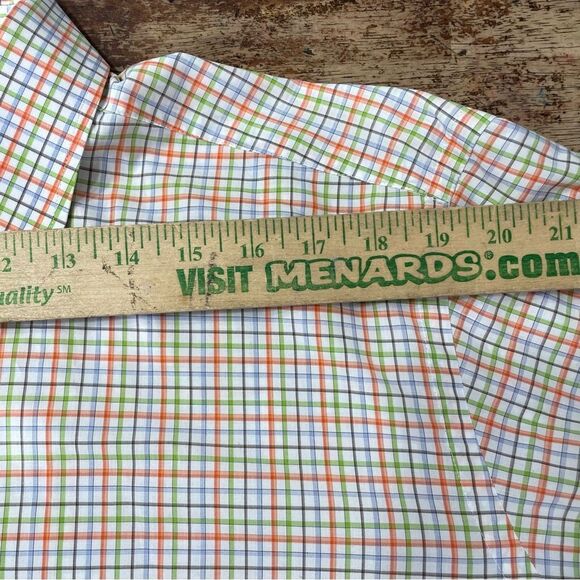 2 13 14 15 16 17 18 19 20 21
uality SM VISIT MENARDS®.com